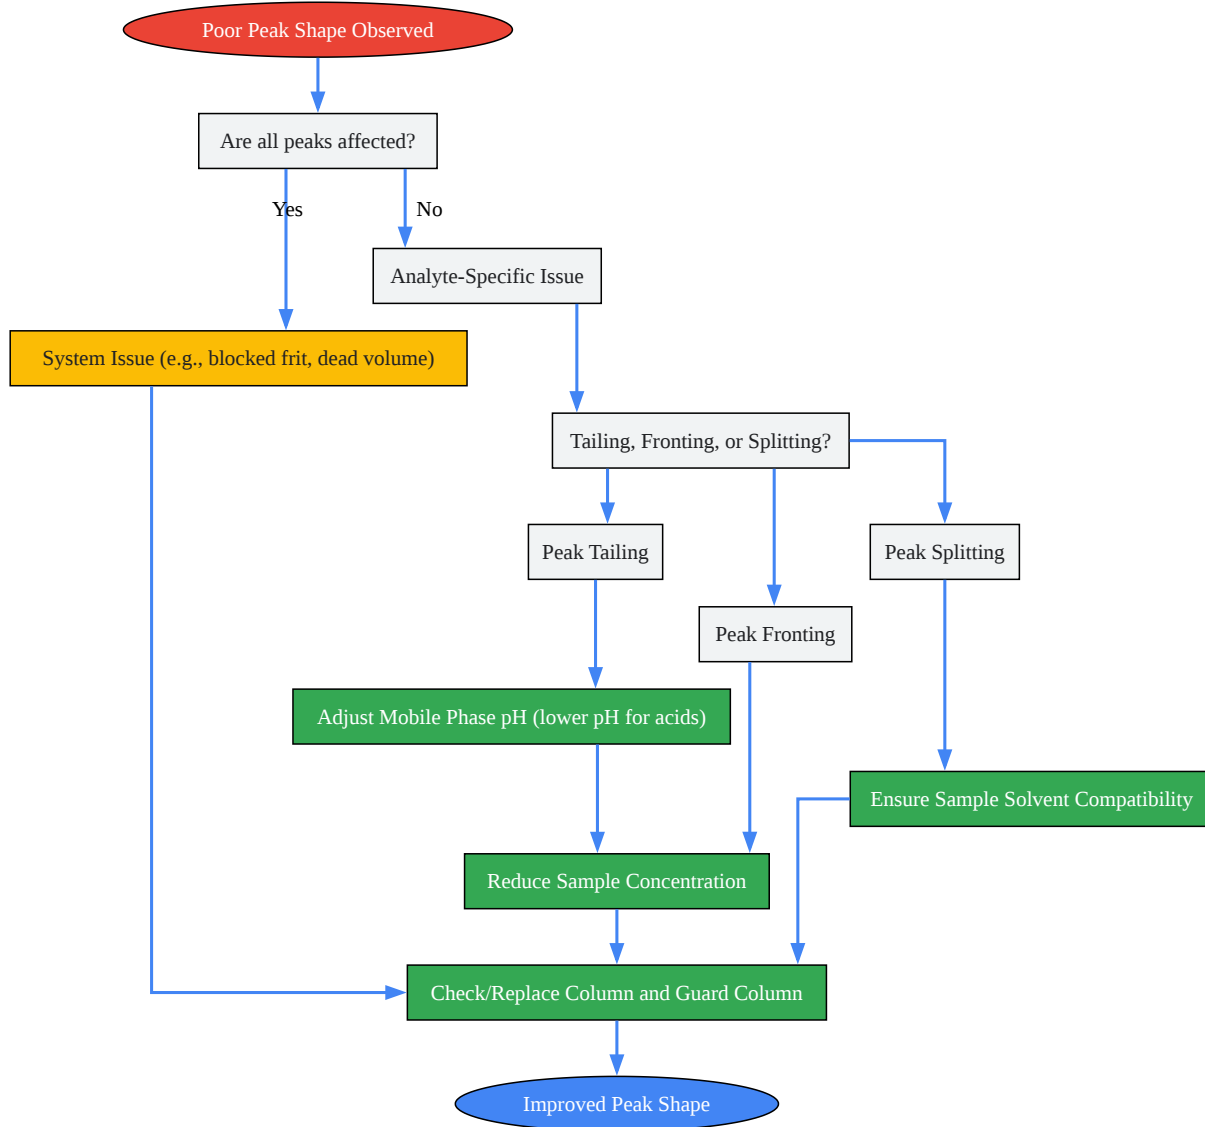 Poor Peak Shape Observed
Are all peaks affected?
Yes
No
Analyte-Specific Issue
System Issue (e.g., blocked frit, dead volume)
Tailing, Fronting, or Splitting?
Peak Tailing
Peak Splitting
Peak Fronting
Adjust Mobile Phase pH (lower pH for acids)
Ensure Sample Solvent Compatibility
Reduce Sample Concentration
Check/Replace Column and Guard Column
Improved Peak Shape